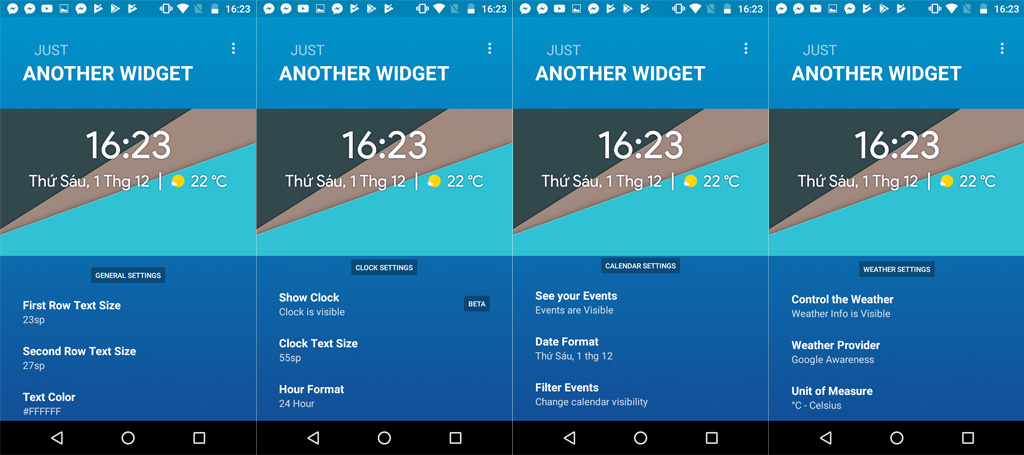 16:23
JUST
ANOTHER WIDGET
16:23
Thứ Sáu, 1 Thg 12 | 22 °C
GENERAL SETTINGS
First Row Text Size
23sp
Second Row Text Size
27sp
Text Color
#FFFFFF
16:23
JUST
ANOTHER WIDGET
16:23
Thứ Sáu, 1 Thg 12 | 22 °C
CLOCK SETTINGS
Show Clock
Clock is visible
BETA
Clock Text Size
55sp
Hour Format
24 Hour
16:23
JUST
ANOTHER WIDGET
16:23
Thứ Sáu, 1 Thg 12 | 22 °C
CALENDAR SETTINGS
See your Events
Events are Visible
Date Format
Thứ Sáu, 1 thg 12
Filter Events
Change calendar visibility
16:23
JUST
ANOTHER WIDGET
16:23
Thứ Sáu, 1 Thg 12 | 22 °C
WEATHER SETTINGS
Control the Weather
Weather Info is Visible
Weather Provider
Google Awareness
Unit of Measure
°C - Celsius